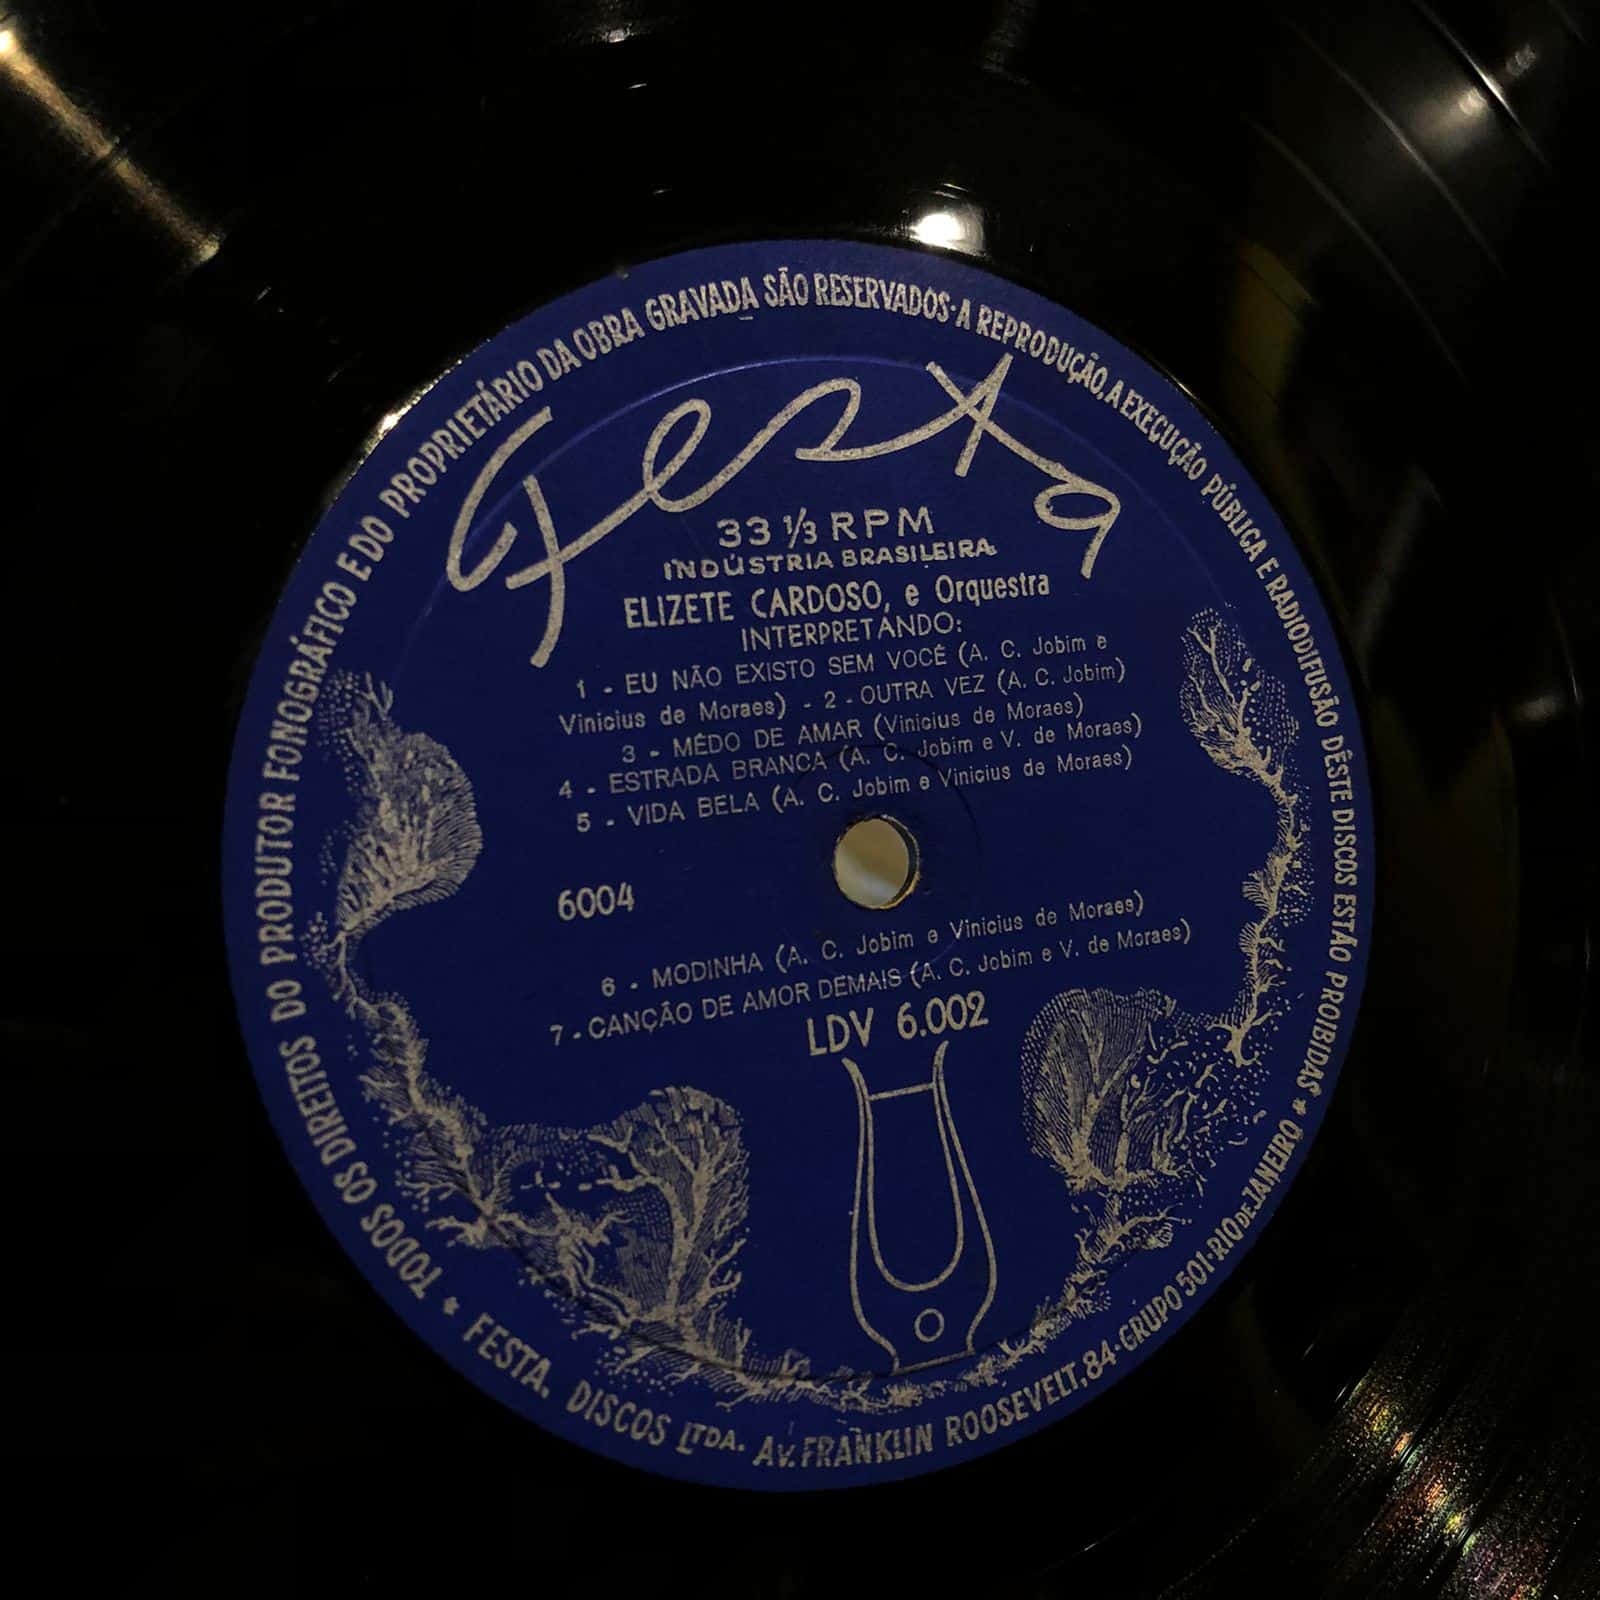 TODOS OS DIREITOS DO PRODUTOR FONOGRÁFICO E DO PROPRIETÁRIO DA OBRA GRAVADA SÃO RESERVADOS·A REPRODUÇÃO, A EXECUÇÃO PÚBLICA E RADIODIFUSÃO DÊSTE DISCOS ESTÃO PROIBIDAS ★
Festa
33 1/3 RPM
INDÚSTRIA BRASILEIRA
ELIZETE CARDOSO, e Orquestra
INTERPRETANDO:
1 - EU NÃO EXISTO SEM VOCÊ (A. C. Jobim e
Vinicius de Moraes) - 2 - OUTRA VEZ (A. C. Jobim)
3 - MÊDO DE AMAR (Vinicius de Moraes)
4 - ESTRADA BRANCA (A. C. Jobim e V. de Moraes)
5 - VIDA BELA (A. C. Jobim e Vinicius de Moraes)
6004
6 - MODINHA (A. C. Jobim e Vinicius de Moraes)
7 - CANÇÃO DE AMOR DEMAIS (A. C. Jobim e V. de Moraes)
LDV 6.002
★ FESTA. DISCOS LTDA. AV. FRANKLIN ROOSEVELT, 84·GRUPO 501·RIO DE JANEIRO